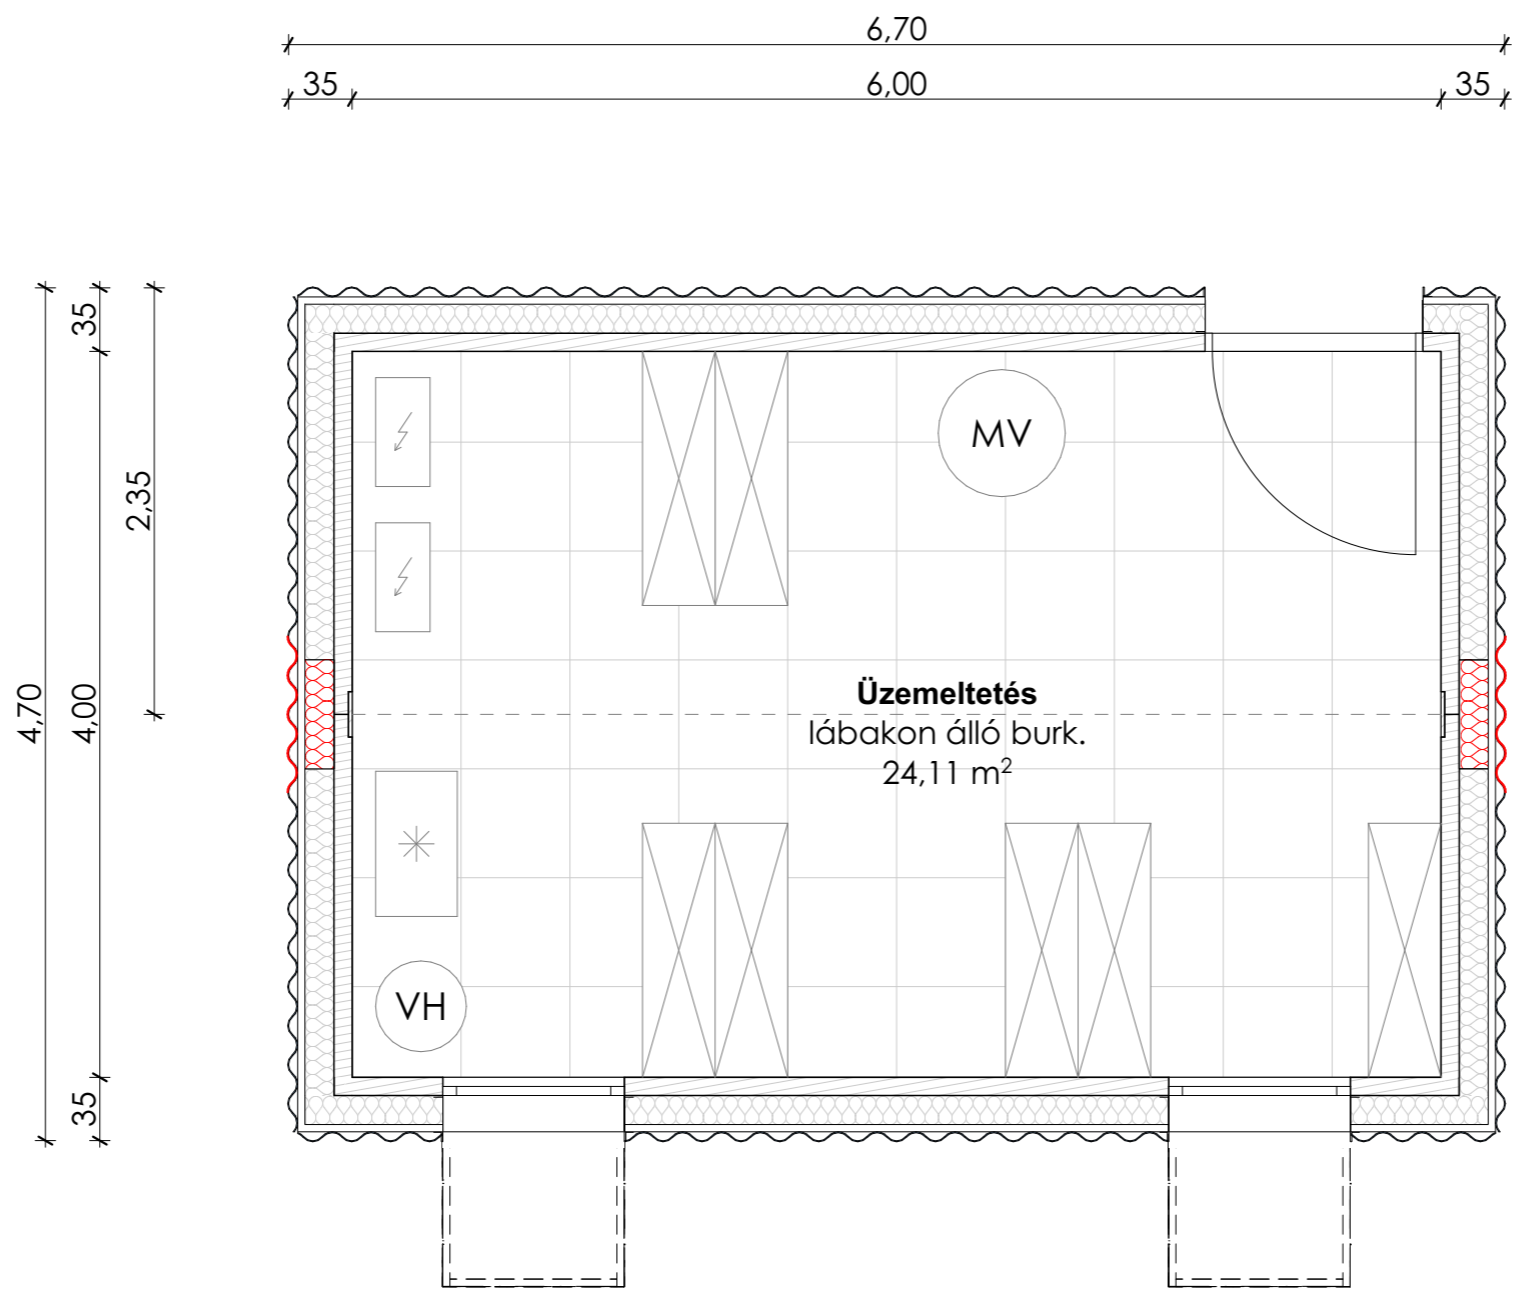 6,70
35
6,00
35
35
2,35
4,70
4,00
35
MV
Üzemeltetés
lábakon álló burk.
24,11 m²
VH